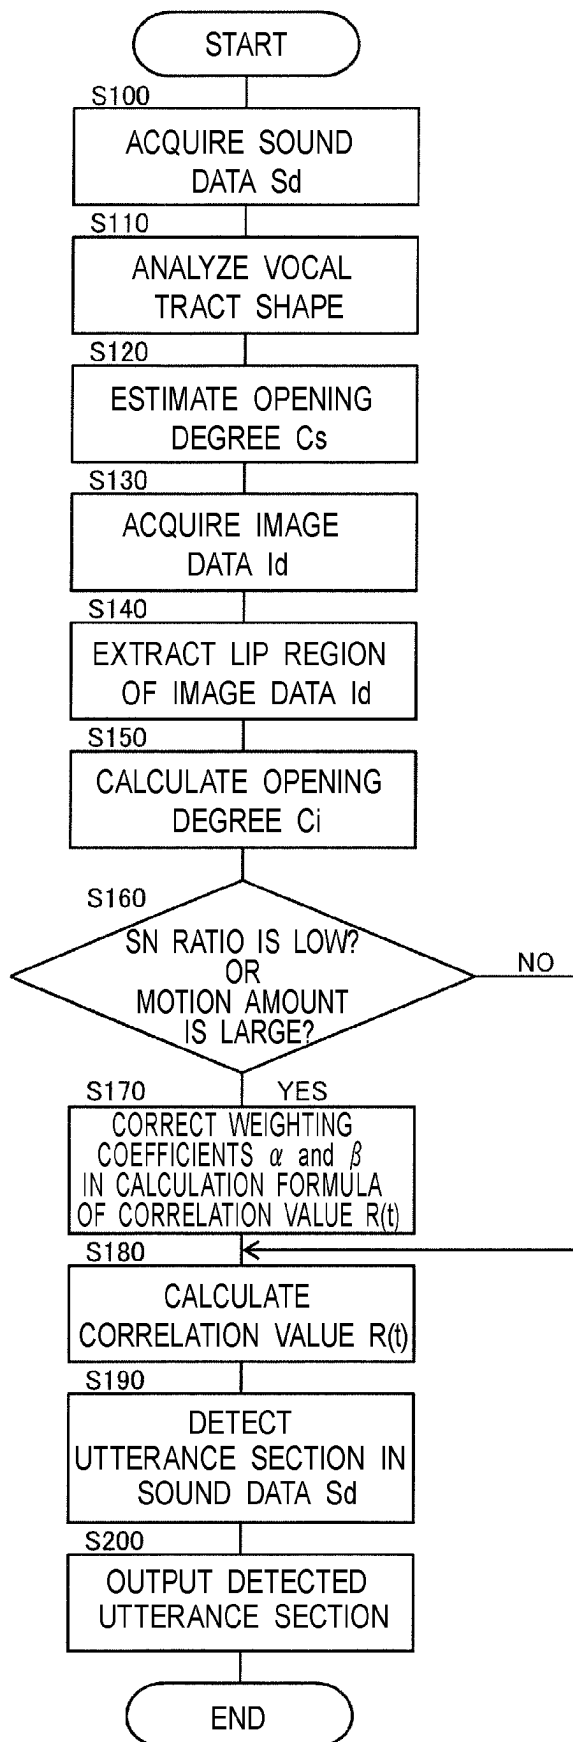 START
S100
ACQUIRE SOUND
DATA Sd
S110
ANALYZE VOCAL
TRACT SHAPE
S120
ESTIMATE OPENING
DEGREE Cs
S130
ACQUIRE IMAGE
DATA Id
S140
EXTRACT LIP REGION
OF IMAGE DATA Id
S150
CALCULATE OPENING
DEGREE Ci
S160
SN RATIO IS LOW?
OR
MOTION AMOUNT
IS LARGE?
NO
S170
YES
CORRECT WEIGHTING
COEFFICIENTS α and β
IN CALCULATION FORMULA
OF CORRELATION VALUE R(t)
S180
CALCULATE
CORRELATION VALUE R(t)
S190
DETECT
UTTERANCE SECTION IN
SOUND DATA Sd
S200
OUTPUT DETECTED
UTTERANCE SECTION
END